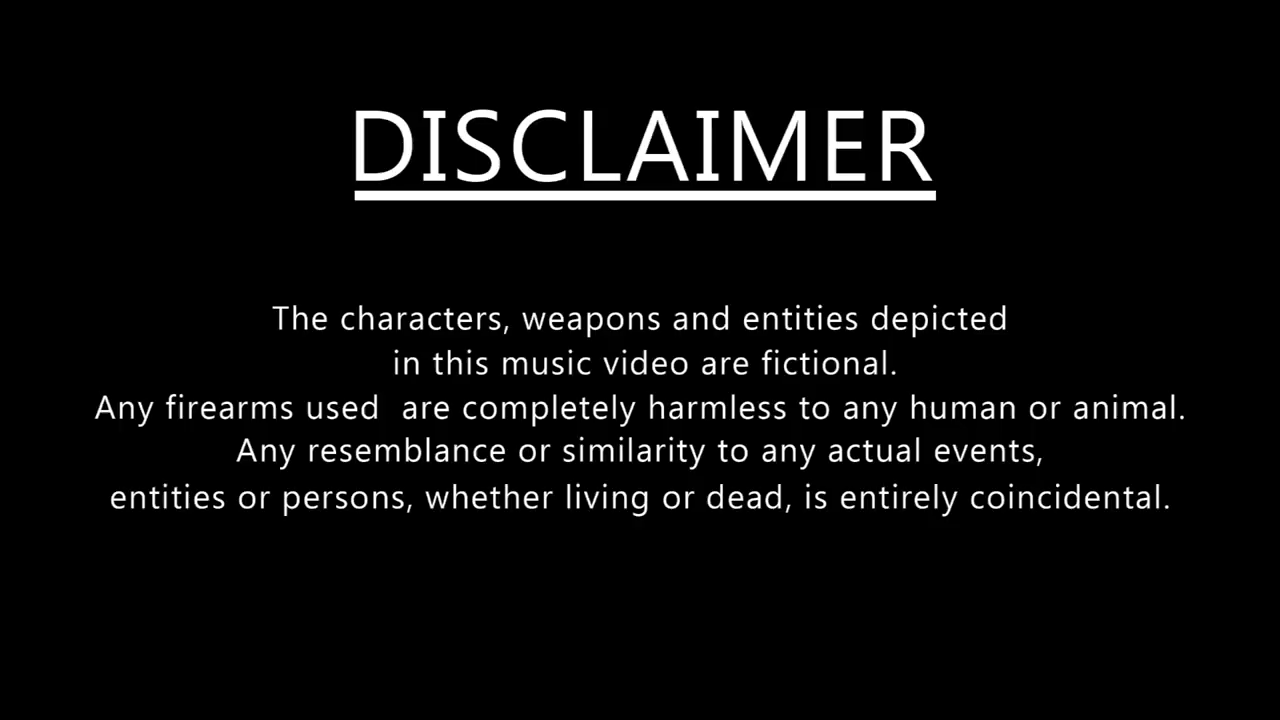 DISCLAIMER
The characters, weapons and entities depicted
in this music video are fictional.
Any firearms used  are completely harmless to any human or animal.
Any resemblance or similarity to any actual events,
entities or persons, whether living or dead, is entirely coincidental.